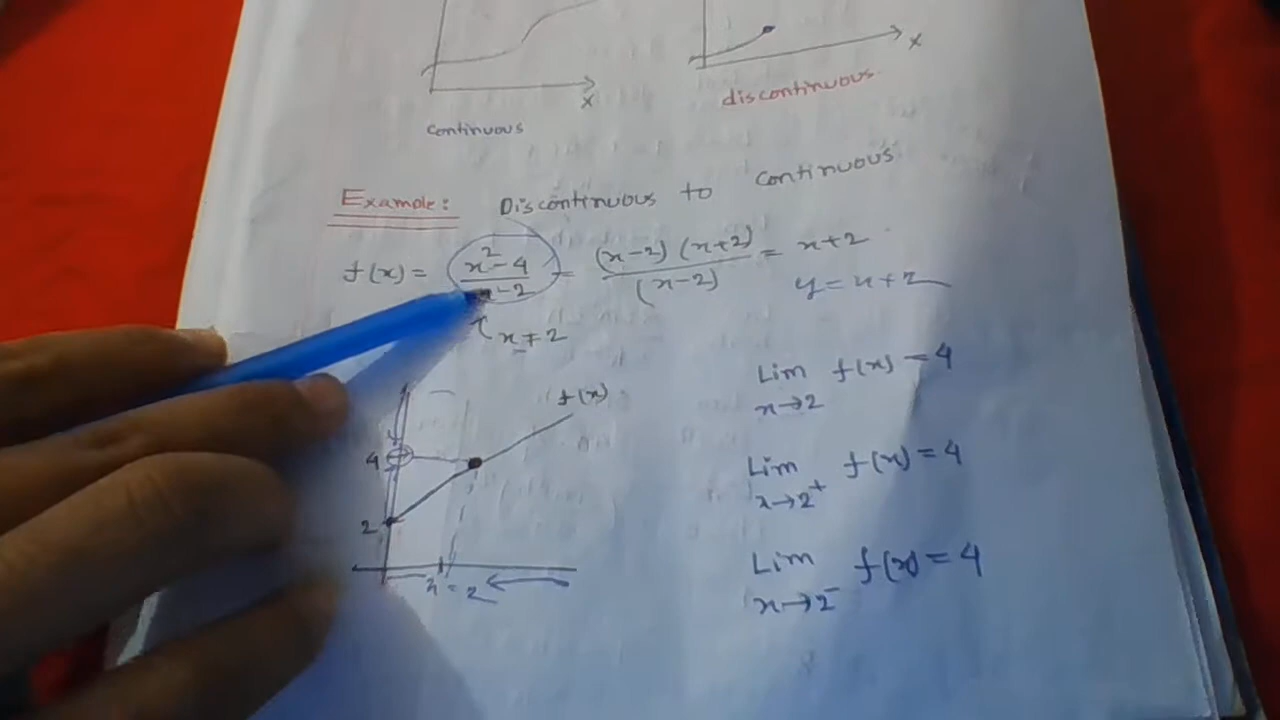 x
x
continuous
discontinuous
Example: Discontinuous to continuous
f(x) = x²-4 / x-2 = (x-2) (x+2) / (x-2) = x+2
y = x+2
x≠2
Lim x→2 f(x) = 4
f(x)
4
Lim x→2⁺ f(x) = 4
2
Lim x→2⁻ f(x) = 4
x = 2